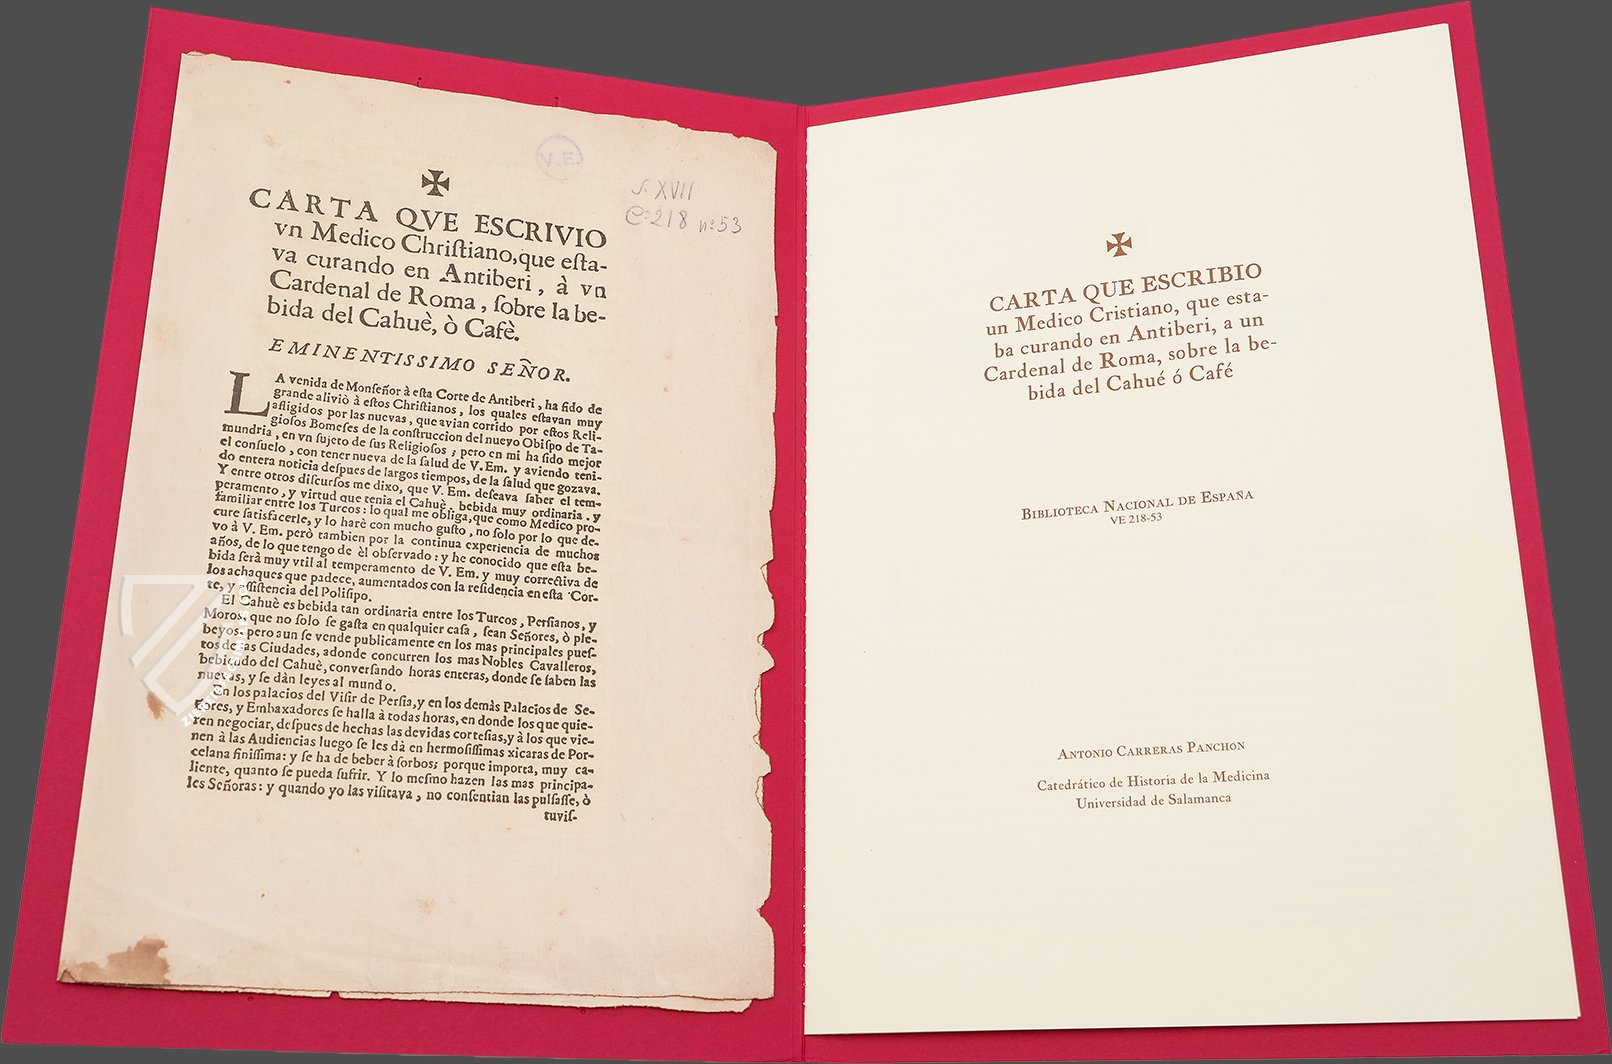 V.E.
S. XVII
C.ª 218 nº 53
CARTA QVE ESCRIVIO
vn Medico Chriſtiano, que eſta-
va curando en Antiberi, à vn
Cardenal de Roma, ſobre la be-
bida del Cahuè, ò Cafè.
EMINENTISSIMO SEÑOR.
LA venida de Monſeñor à eſta Corte de Antiberi, ha ſido de
grande aliviò à eſtos Chriſtianos, los quales eſtavan muy
afligidos por las nuevas, que avian corrido por eſtos Reli-
gioſos Bomeſes de la conſtruccion del nuevo Obiſpo de Ta-
mundria, en vn ſujeto de ſus Religioſos; pero en mi ha ſido mejor
el conſuelo, con tener nueva de la ſalud de V. Em. y aviendo teni-
do entera noticia deſpues de largos tiempos, de la ſalud que gozava.
Y entre otros diſcurſos me dixo, que V. Em. deſeava ſaber el tem-
peramento, y virtud que tenia el Cahuè, bebida muy ordinaria, y
familiar entre los Turcos: lo qual me obliga, que como Medico pro-
cure ſatisfacerle, y lo harè con mucho guſto, no ſolo por lo que de-
vo à V. Em. però tambien por la continua experiencia de muchos
años, de lo que tengo de èl obſervado: y he conocido que eſta be-
bida ſerà muy vtil al temperamento de V. Em. y muy correctiva de
los achaques que padece, aumentados con la reſidencia en eſta Cor-
te, y aſſiſtencia del Poliſipo.
El Cahuè es bebida tan ordinaria entre los Turcos, Perſianos, y
Moros, que no ſolo ſe gaſta en qualquier caſa, ſean Señores, ò ple-
beyos, pero aun ſe vende publicamente en los mas principales pueſ-
tos de las Ciudades, adonde concurren los mas Nobles Cavalleros,
bebiendo del Cahuè, converſando horas enteras, donde ſe ſaben las
nuevas, y ſe dàn leyes al mundo.
En los palacios del Viſir de Perſia, y en los demàs Palacios de Se-
ñores, y Embaxadores ſe halla à todas horas, en donde los que quie-
ren negociar, deſpues de hechas las devidas corteſias, y à los que vie-
nen à las Audiencias luego ſe les dà en hermoſiſſimas xicaras de Por-
celana finiſſima: y ſe ha de beber à ſorbos; porque importa, muy ca-
liente, quanto ſe pueda ſufrir. Y lo meſmo hazen las mas principa-
les Señoras: y quando yo las viſitava, no conſentian las pulſaſſe, ò
tuviſ-
CARTA QUE ESCRIBIO
un Medico Cristiano, que esta-
ba curando en Antiberi, a un
Cardenal de Roma, sobre la be-
bida del Cahué ó Café
BIBLIOTECA NACIONAL DE ESPAÑA
VE 218-53
ANTONIO CARRERAS PANCHÓN
Catedrático de Historia de la Medicina
Universidad de Salamanca